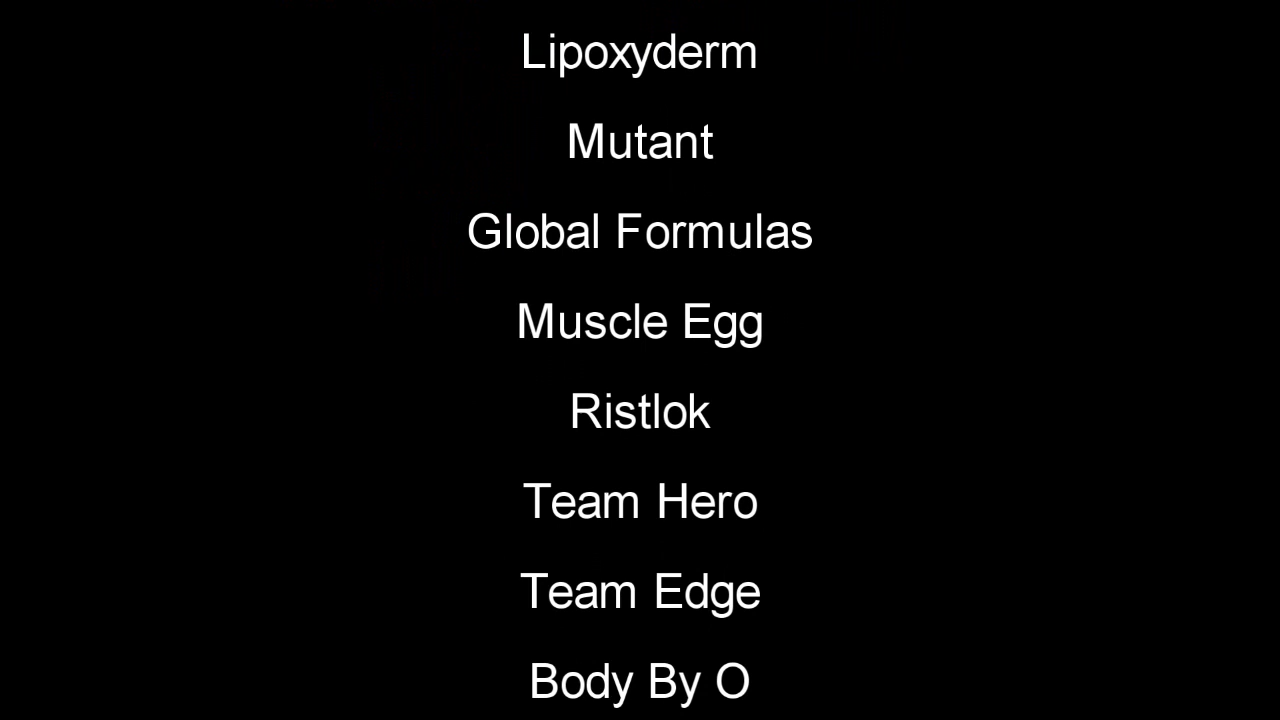 Lipoxyderm
Mutant
Global Formulas
Muscle Egg
Ristlok
Team Hero
Team Edge
Body By O